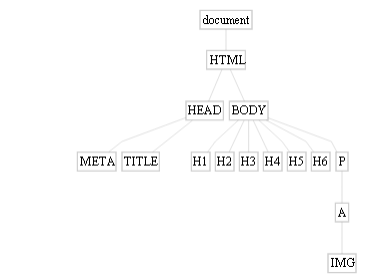 document
HTML
HEAD BODY
META TITLE H1 H2 H3 H4 H5 H6 P
A
IMG